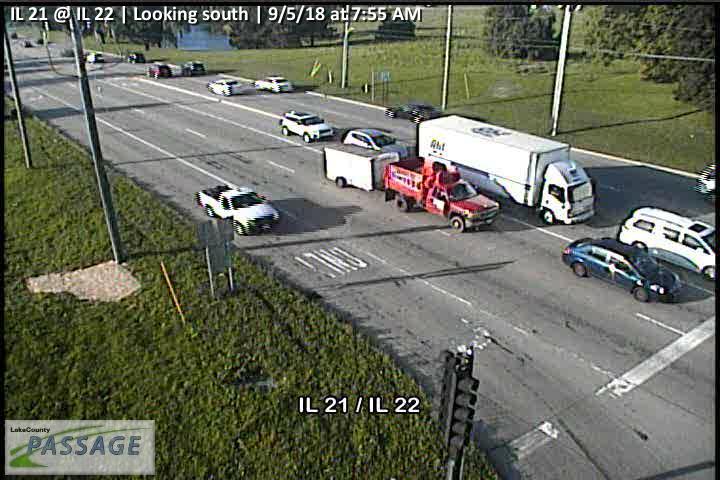 IL 21 @ IL 22 | Looking south | 9/5/18 at 7:55 AM
ONLY
IL 21 / IL 22
LakeCounty
PASSAGE